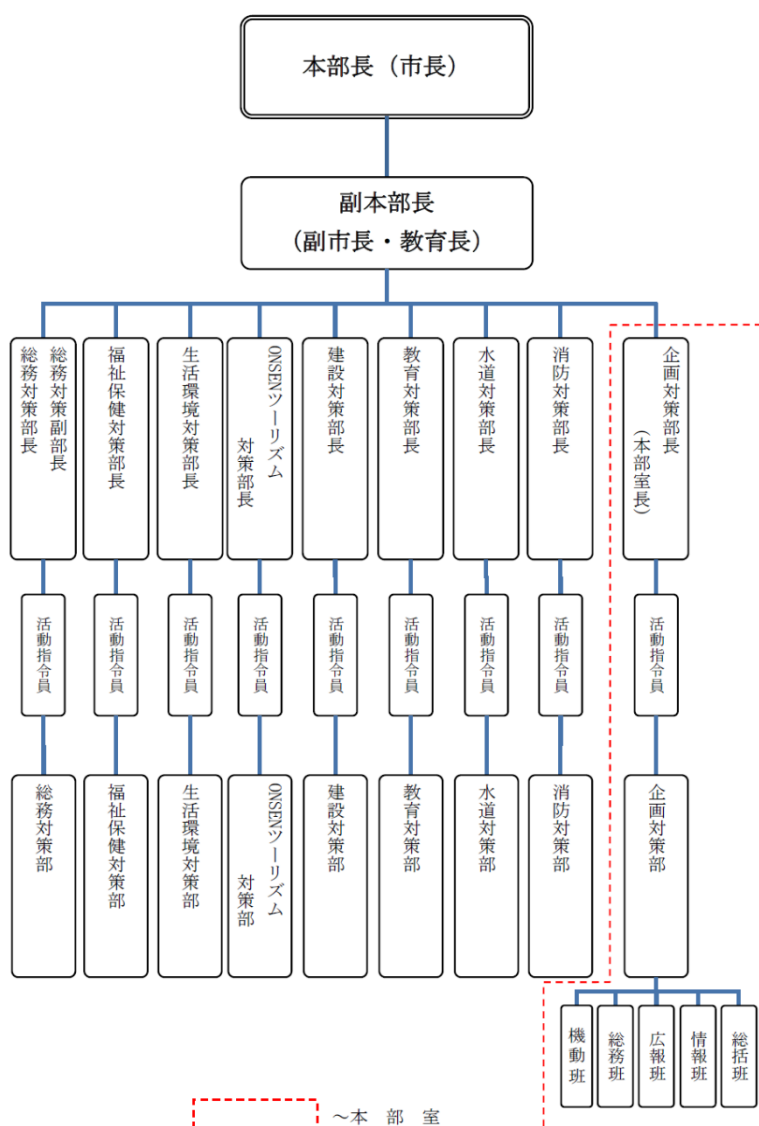 本部長（市長）
副本部長
（副市長・教育長）
企画対策部長
（本部室長）
消防対策部長
水道対策部長
教育対策部長
建設対策部長
ONSENツーリズム
対策部長
生活環境対策部長
福祉保健対策部長
総務対策副部長
総務対策部長
活動指令員
活動指令員
活動指令員
活動指令員
活動指令員
活動指令員
活動指令員
活動指令員
活動指令員
企画対策部
消防対策部
水道対策部
教育対策部
建設対策部
ONSENツーリズム
対策部
生活環境対策部
福祉保健対策部
総務対策部
総括班
情報班
広報班
総務班
機動班
～本　部　室